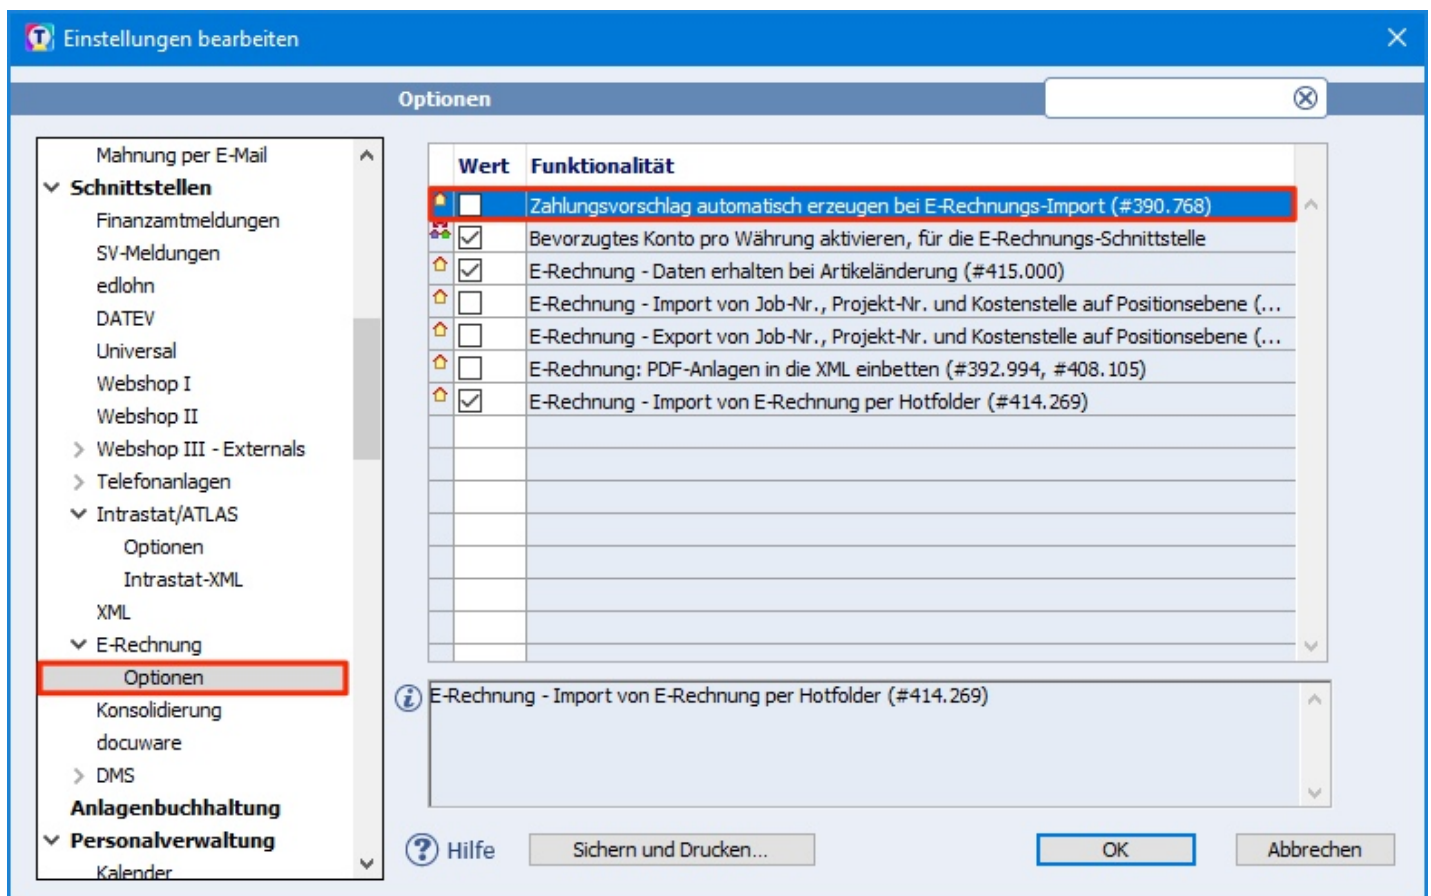 Einstellungen bearbeiten
Optionen
Mahnung per E-Mail
Schnittstellen
Finanzamtmeldungen
SV-Meldungen
edlohn
DATEV
Universal
Webshop I
Webshop II
Webshop III - Externals
Telefonanlagen
Intrastat/ATLAS
Optionen
Intrastat-XML
XML
E-Rechnung
Optionen
Konsolidierung
docuware
DMS
Anlagenbuchhaltung
Personalverwaltung
Kalender
Wert Funktionalität
Zahlungsvorschlag automatisch erzeugen bei E-Rechnungs-Import (#390.768)
Bevorzugtes Konto pro Währung aktivieren, für die E-Rechnungs-Schnittstelle
E-Rechnung - Daten erhalten bei Artikeländerung (#415.000)
E-Rechnung - Import von Job-Nr., Projekt-Nr. und Kostenstelle auf Positionsebene (...
E-Rechnung - Export von Job-Nr., Projekt-Nr. und Kostenstelle auf Positionsebene (...
E-Rechnung: PDF-Anlagen in die XML einbetten (#392.994, #408.105)
E-Rechnung - Import von E-Rechnung per Hotfolder (#414.269)
E-Rechnung - Import von E-Rechnung per Hotfolder (#414.269)
Hilfe
Sichern und Drucken...
OK
Abbrechen